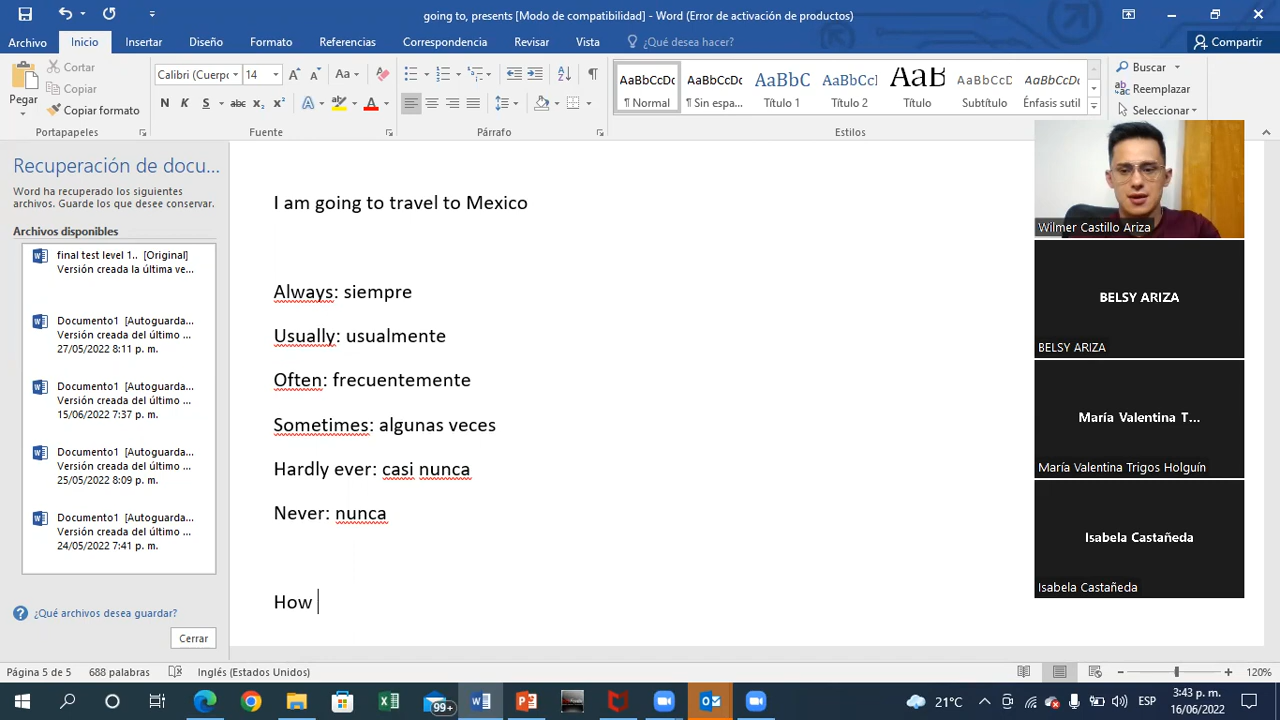 going to, presents [Modo de compatibilidad] - Word (Error de activación de productos)
Archivo Inicio Insertar Diseño Formato Referencias Correspondencia Revisar Vista ¿Qué desea hacer? Compartir
Pegar
Cortar
Copiar
Copiar formato
Portapapeles
Calibri (Cuerpo 14
N K S abc x₂ x²
Fuente
Párrafo
AaBbCcDc AaBbCcDc AaBbC AaBbCcI AaB AaBbCcD AaBbCcDc
¶ Normal ¶ Sin espa... Título 1 Título 2 Título Subtítulo Énfasis sutil
Estilos
Buscar
Reemplazar
Seleccionar
Recuperación de docu...
Word ha recuperado los siguientes
archivos. Guarde los que desee conservar.
Archivos disponibles
final test level 1.. [Original]
Versión creada la última ve...
Documento1 [Autoguarda...
Versión creada del último ...
27/05/2022 8:11 p. m.
Documento1 [Autoguarda...
Versión creada del último ...
15/06/2022 7:37 p. m.
Documento1 [Autoguarda...
Versión creada del último ...
25/05/2022 8:09 p. m.
Documento1 [Autoguarda...
Versión creada del último ...
24/05/2022 7:41 p. m.
¿Qué archivos desea guardar?
Cerrar
I am going to travel to Mexico
Always: siempre
Usually: usualmente
Often: frecuentemente
Sometimes: algunas veces
Hardly ever: casi nunca
Never: nunca
How
Wilmer Castillo Ariza
BELSY ARIZA
BELSY ARIZA
María Valentina T...
María Valentina Trigos Holguín
Isabela Castañeda
Isabela Castañeda
Página 5 de 5 688 palabras Inglés (Estados Unidos) 120%
99+ 21°C ESP 3:43 p. m.
16/06/2022